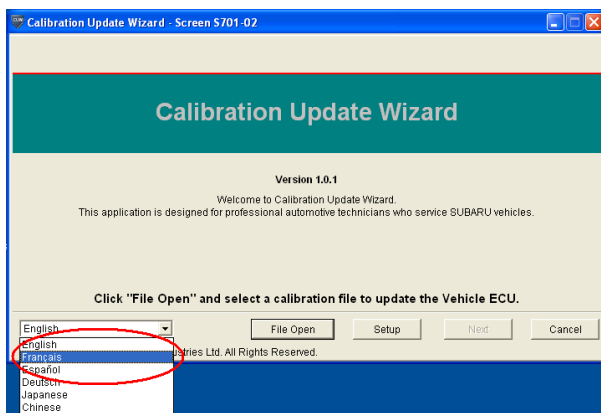 Calibration Update Wizard - Screen S701-02
Calibration Update Wizard
Version 1.0.1
Welcome to Calibration Update Wizard.
This application is designed for professional automotive technicians who service SUBARU vehicles.
Click "File Open" and select a calibration file to update the Vehicle ECU.
English
File Open
Setup
Next
Cancel
English
Français
Español
Deutsch
Japanese
Chinese
Ltd. All Rights Reserved.